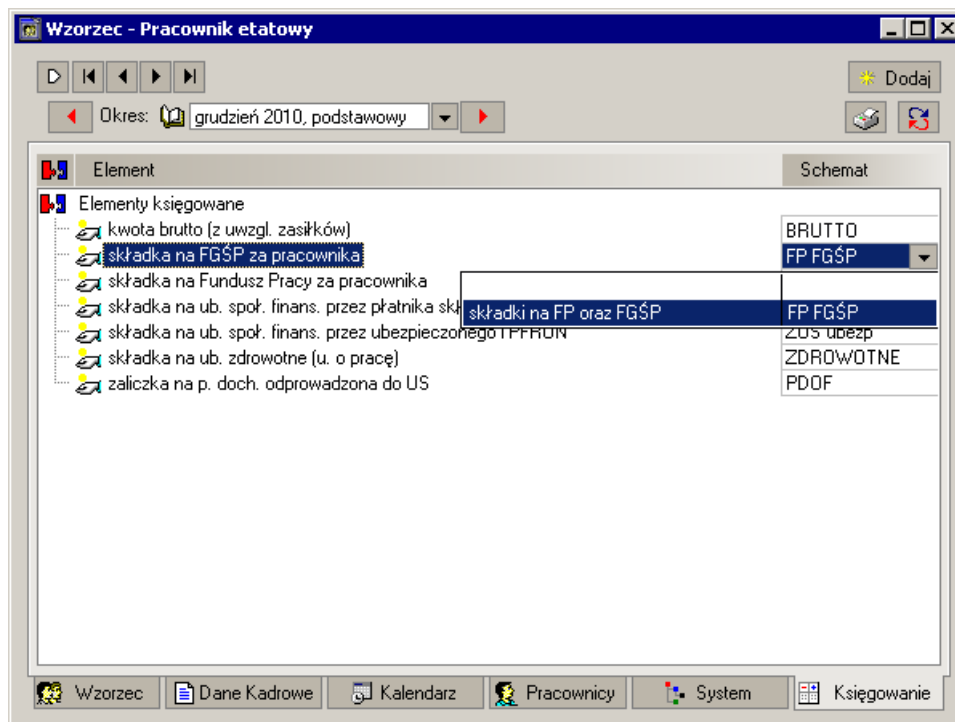 Wzorzec - Pracownik etatowy
Dodaj
Okres: grudzień 2010, podstawowy
Element Schemat
Elementy księgowane
kwota brutto (z uwzgl. zasiłków) BRUTTO
składka na FGŚP za pracownika FP FGŚP
składka na Fundusz Pracy za pracownika
składka na ub. społ. finans. przez płatnika skł
składki na FP oraz FGŚP FP FGŚP
składka na ub. społ. finans. przez ubezpieczonego i PFRON ZUS ubezp
składka na ub. zdrowotne (u. o pracę) ZDROWOTNE
zaliczka na p. doch. odprowadzona do US PDOF
Wzorzec Dane Kadrowe Kalendarz Pracownicy System Księgowanie